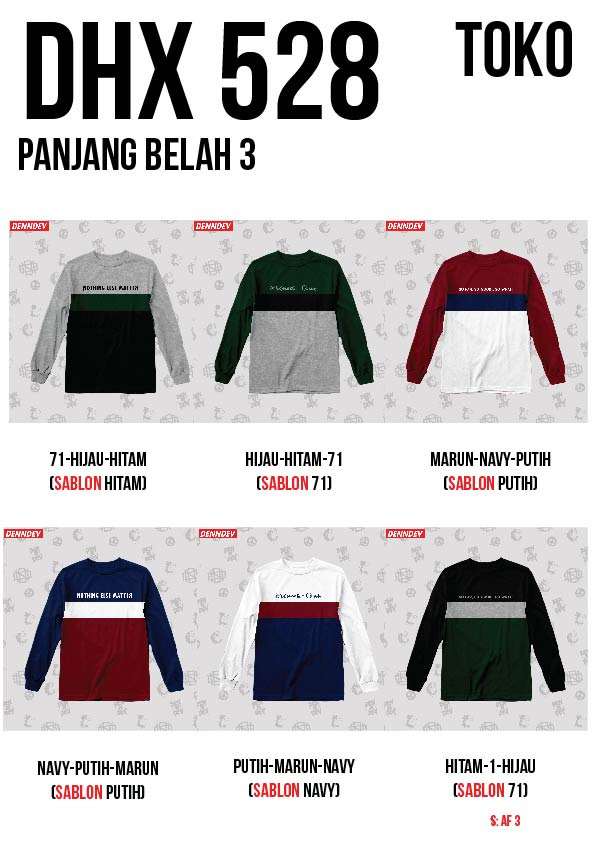 DHX 528
TOKO
PANJANG BELAH 3
DENNDEV
DENNDEV
DENNDEV
NOTHING ELSE MATTER
71-HIJAU-HITAM
(SABLON HITAM)
HIJAU-HITAM-71
(SABLON 71)
MARUN-NAVY-PUTIH
(SABLON PUTIH)
DENNDEV
DENNDEV
DENNDEV
NOTHING ELSE MATTER
NAVY-PUTIH-MARUN
(SABLON PUTIH)
PUTIH-MARUN-NAVY
(SABLON NAVY)
HITAM-1-HIJAU
(SABLON 71)
S: AF 3